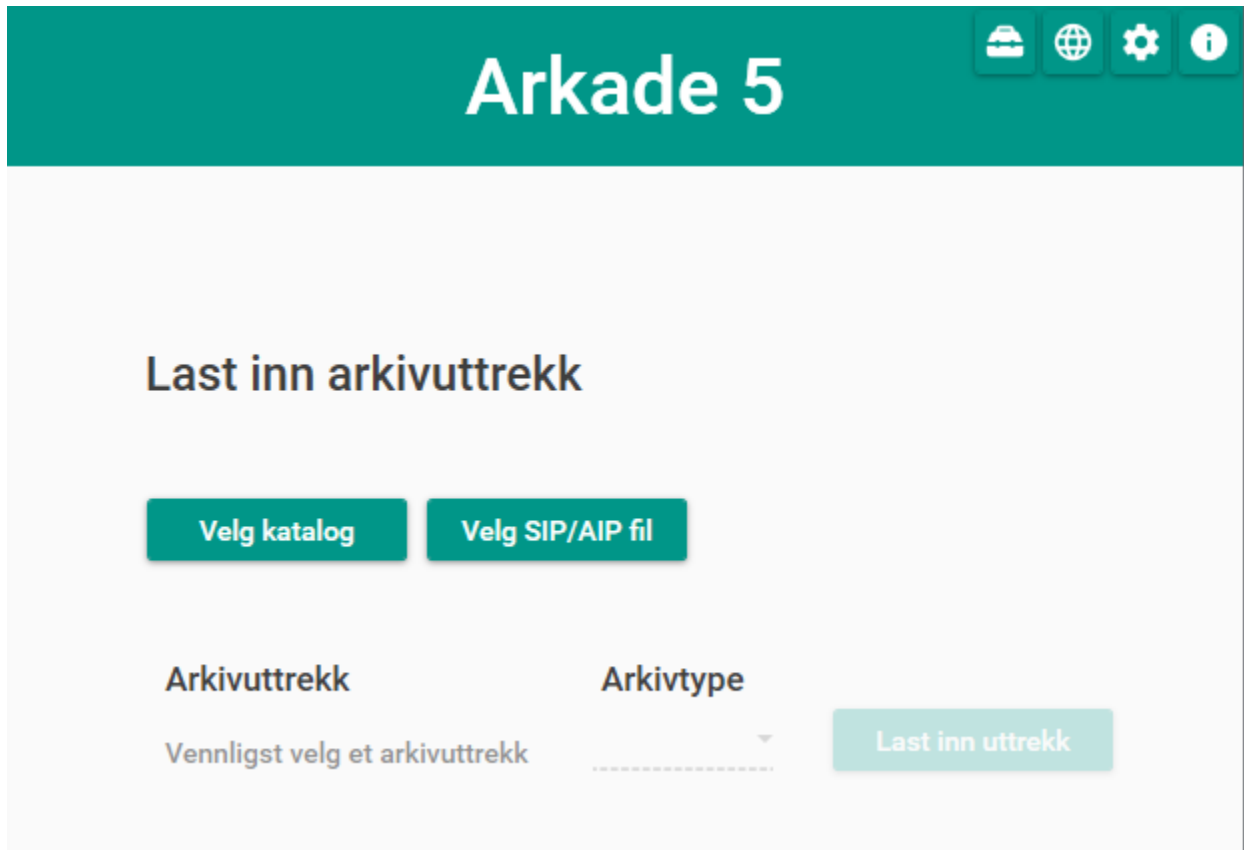 Arkade 5
Last inn arkivuttrekk
Velg katalog Velg SIP/AIP fil
Arkivuttrekk Arkivtype
Vennligst velg et arkivuttrekk Last inn uttrekk